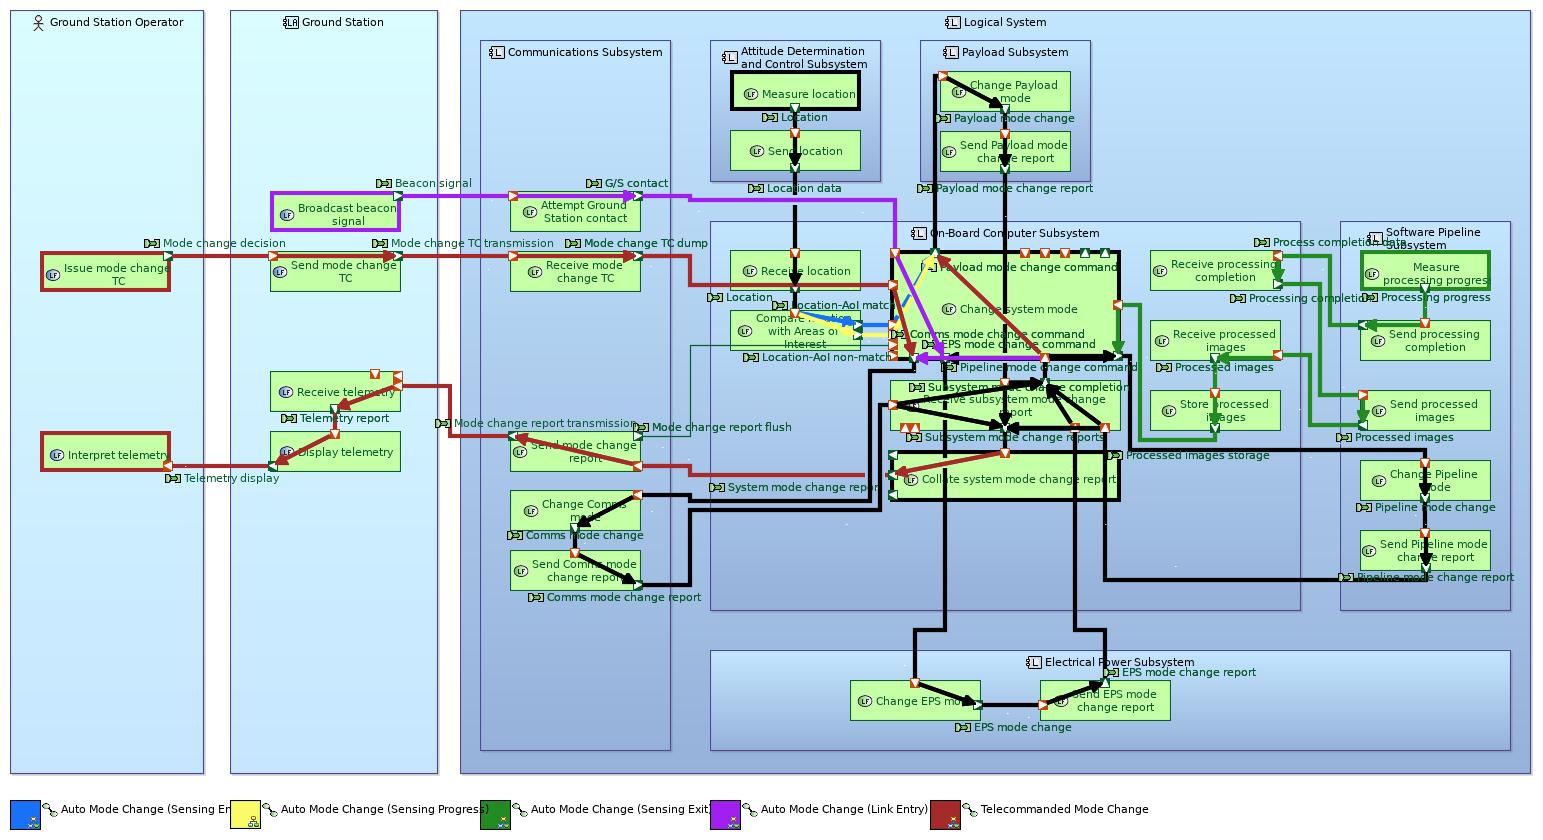 Ground Station Operator
Ground Station
Logical System
Communications Subsystem
Attitude Determination
and Control Subsystem
Payload Subsystem
Measure location
Location
Send location
Location data
Change Payload
mode
Payload mode change
Send Payload mode
change report
Payload mode change report
Beacon signal
G/S contact
Broadcast beacon
signal
Attempt Ground
Station contact
Mode change decision
Mode change TC transmission
Mode change TC dump
Issue mode change
TC
Send mode change
TC
Receive mode
change TC
On-Board Computer Subsystem
Software Pipeline
Subsystem
Process completion data
Receive location
Location
Payload mode command
Receive processing
completion
Processing completion
Measure
processing progress
Processing progress
Location-AoI match
Compare location
with Areas of
Interest
Location-AoI non-match
Change system mode
Comms mode change command
EPS mode change command
Pipeline mode change command
Receive processed
images
Processed images
Send processing
completion
Subsystem mode change completion
Receive subsystem mode change
report
Subsystem mode change reports
Store processed
images
Send processed
images
Processed images
Processed images storage
Receive telemetry
Telemetry report
Mode change report transmission
Mode change report flush
Interpret telemetry
Display telemetry
Telemetry display
Send mode change
report
System mode change report
Collate system mode change report
Change Pipeline
mode
Pipeline mode change
Change Comms
mode
Comms mode change
Send Comms mode
change report
Comms mode change report
Send Pipeline mode
change report
Pipeline mode change report
Electrical Power Subsystem
EPS mode change report
Change EPS mode
Send EPS mode
change report
EPS mode change
Auto Mode Change (Sensing En
Auto Mode Change (Sensing Progress)
Auto Mode Change (Sensing Exit)
Auto Mode Change (Link Entry)
Telecommanded Mode Change